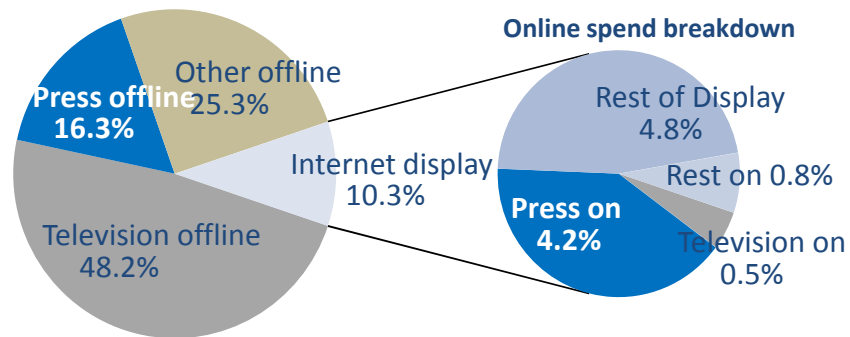 Online spend breakdown
Other offline
25.3%
Press offline
16.3%
Internet display
10.3%
Television offline
48.2%
Rest of Display
4.8%
Rest on 0.8%
Press on
4.2%
Television on
0.5%